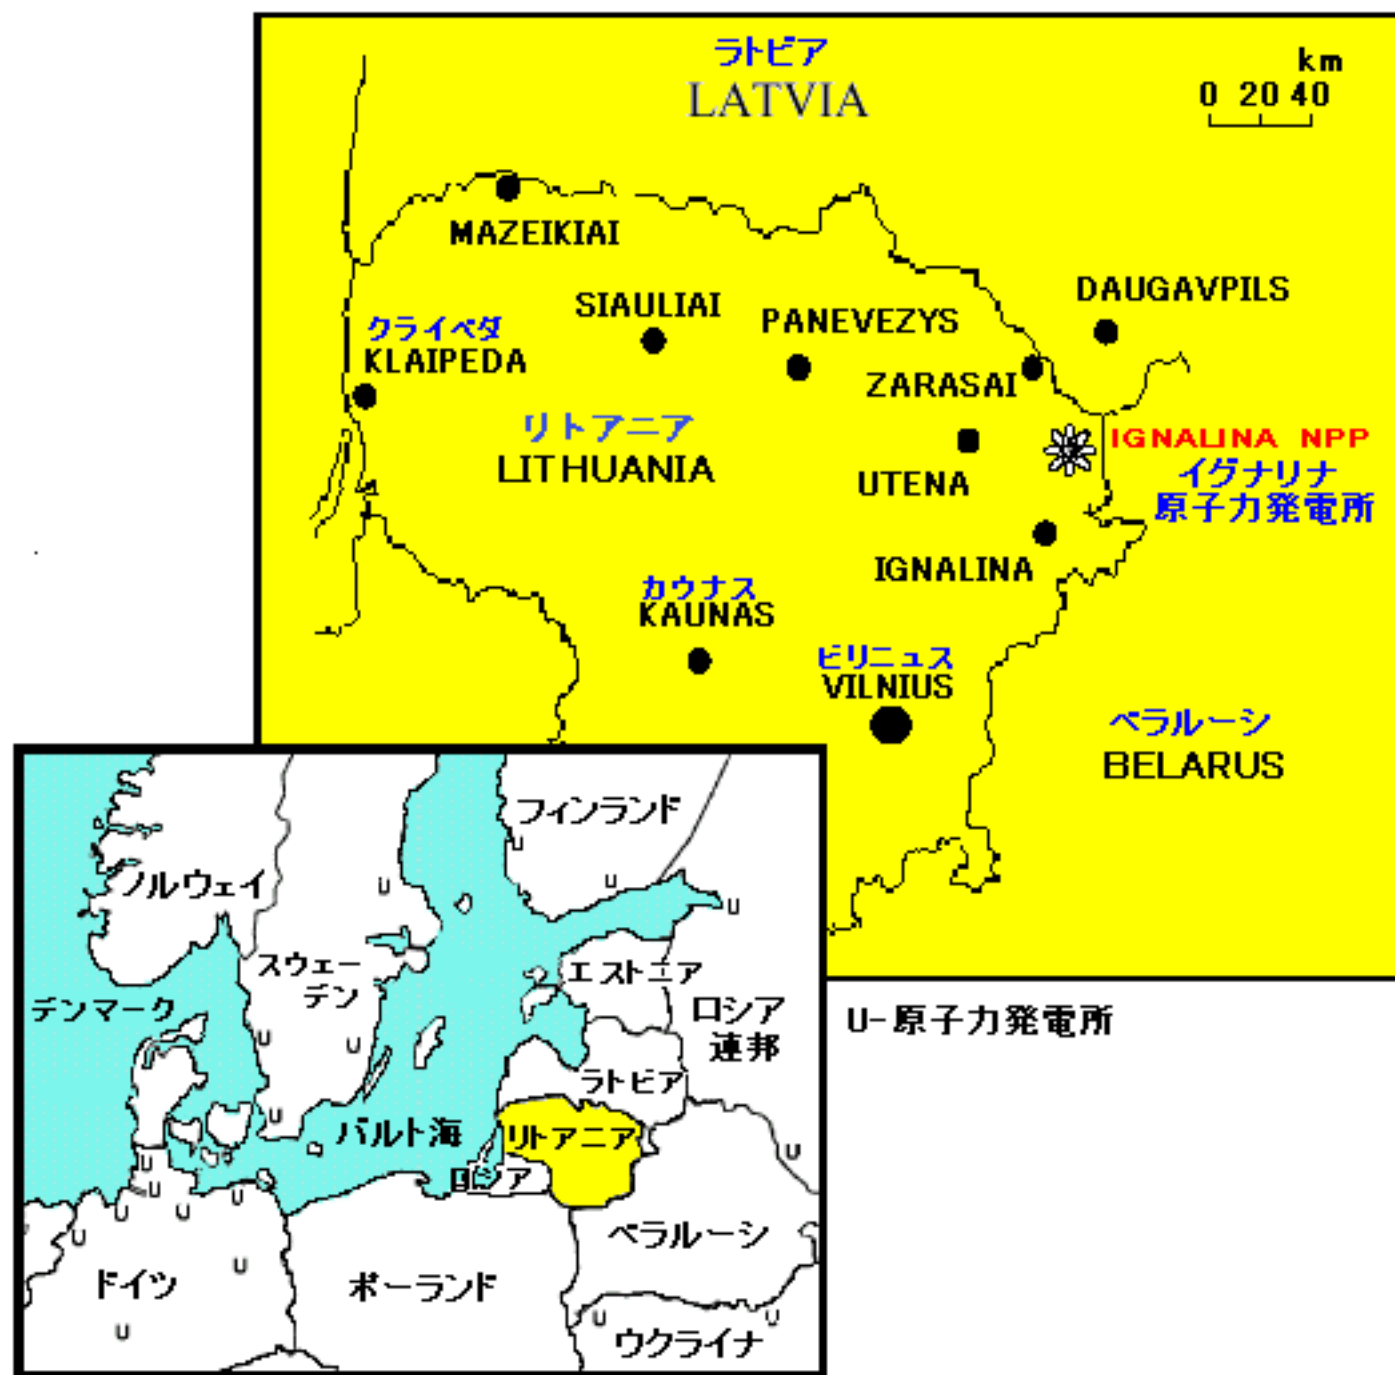 ラトビア
LATVIA
km
0 20 40
MAZEIKIAI
DAUGAVPILS
SIAULIAI
PANEVEZYS
クライペダ
KLAIPEDA
ZARASAI
リトアニア
LITHUANIA
IGNALINA NPP
イグナリナ
原子力発電所
UTENA
IGNALINA
カウナス
KAUNAS
ビリニュス
VILNIUS
ベラルーシ
BELARUS
フィンランド
U
ノルウェイ
U
U
U
スウェー
デン
エストニア
デンマーク
ロシア
連邦
U-原子力発電所
U
U
ラトビア
U
バルト海
リトアニア
U
U
ロシア
U
U
U
U
U
ベラルーシ
U
ドイツ
ポーランド
U
U
U
ウクライナ